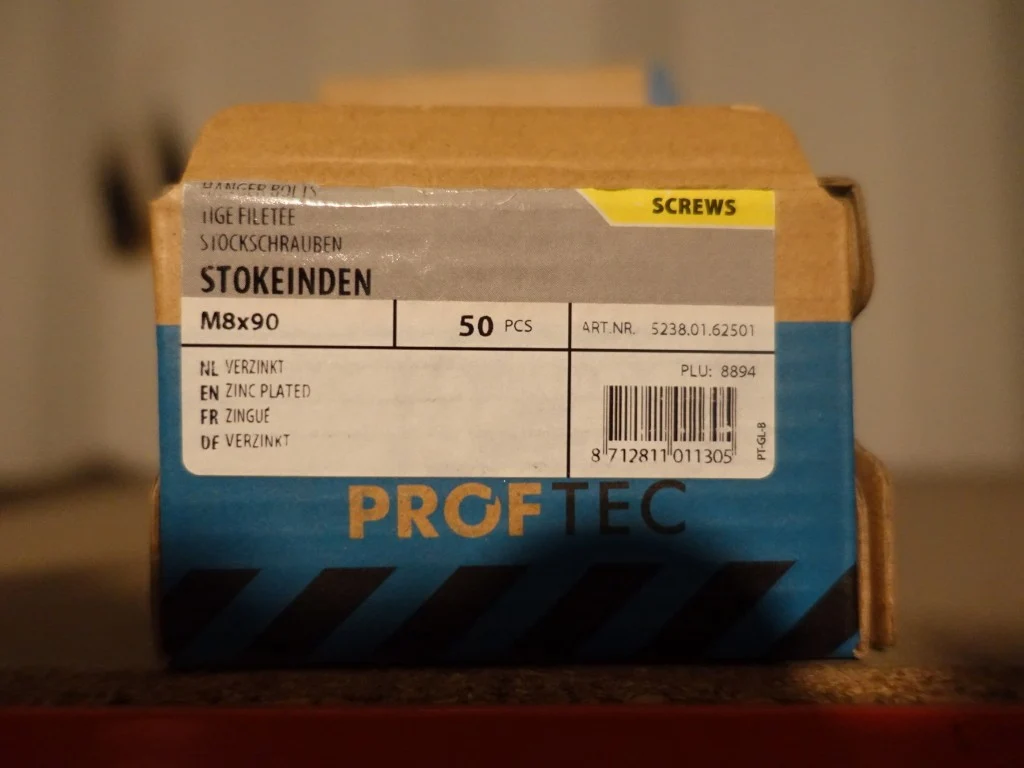 HANGER BOLTS
TIGE FILETÉE
STOCKSCHRAUBEN
STOKEINDEN
SCREWS
M8x90
50 PCS
ART.NR. 5238.01.62501
NL VERZINKT
EN ZINC PLATED
FR ZINGUÉ
DE VERZINKT
PLU: 8894
8 712811 011305
PT-GL-8
PROFTEC